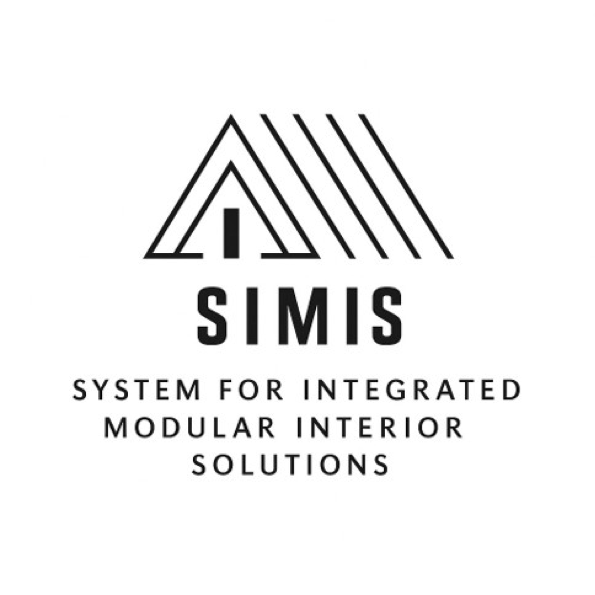 SIMIS
SYSTEM FOR INTEGRATED
MODULAR INTERIOR
SOLUTIONS